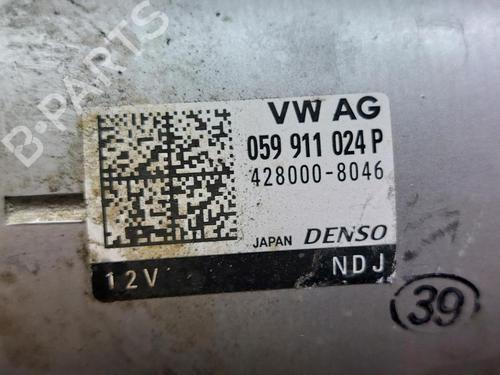 B-PARTS
VW AG
059 911 024 P
428000-8046
JAPAN DENSO
12V NDJ
39